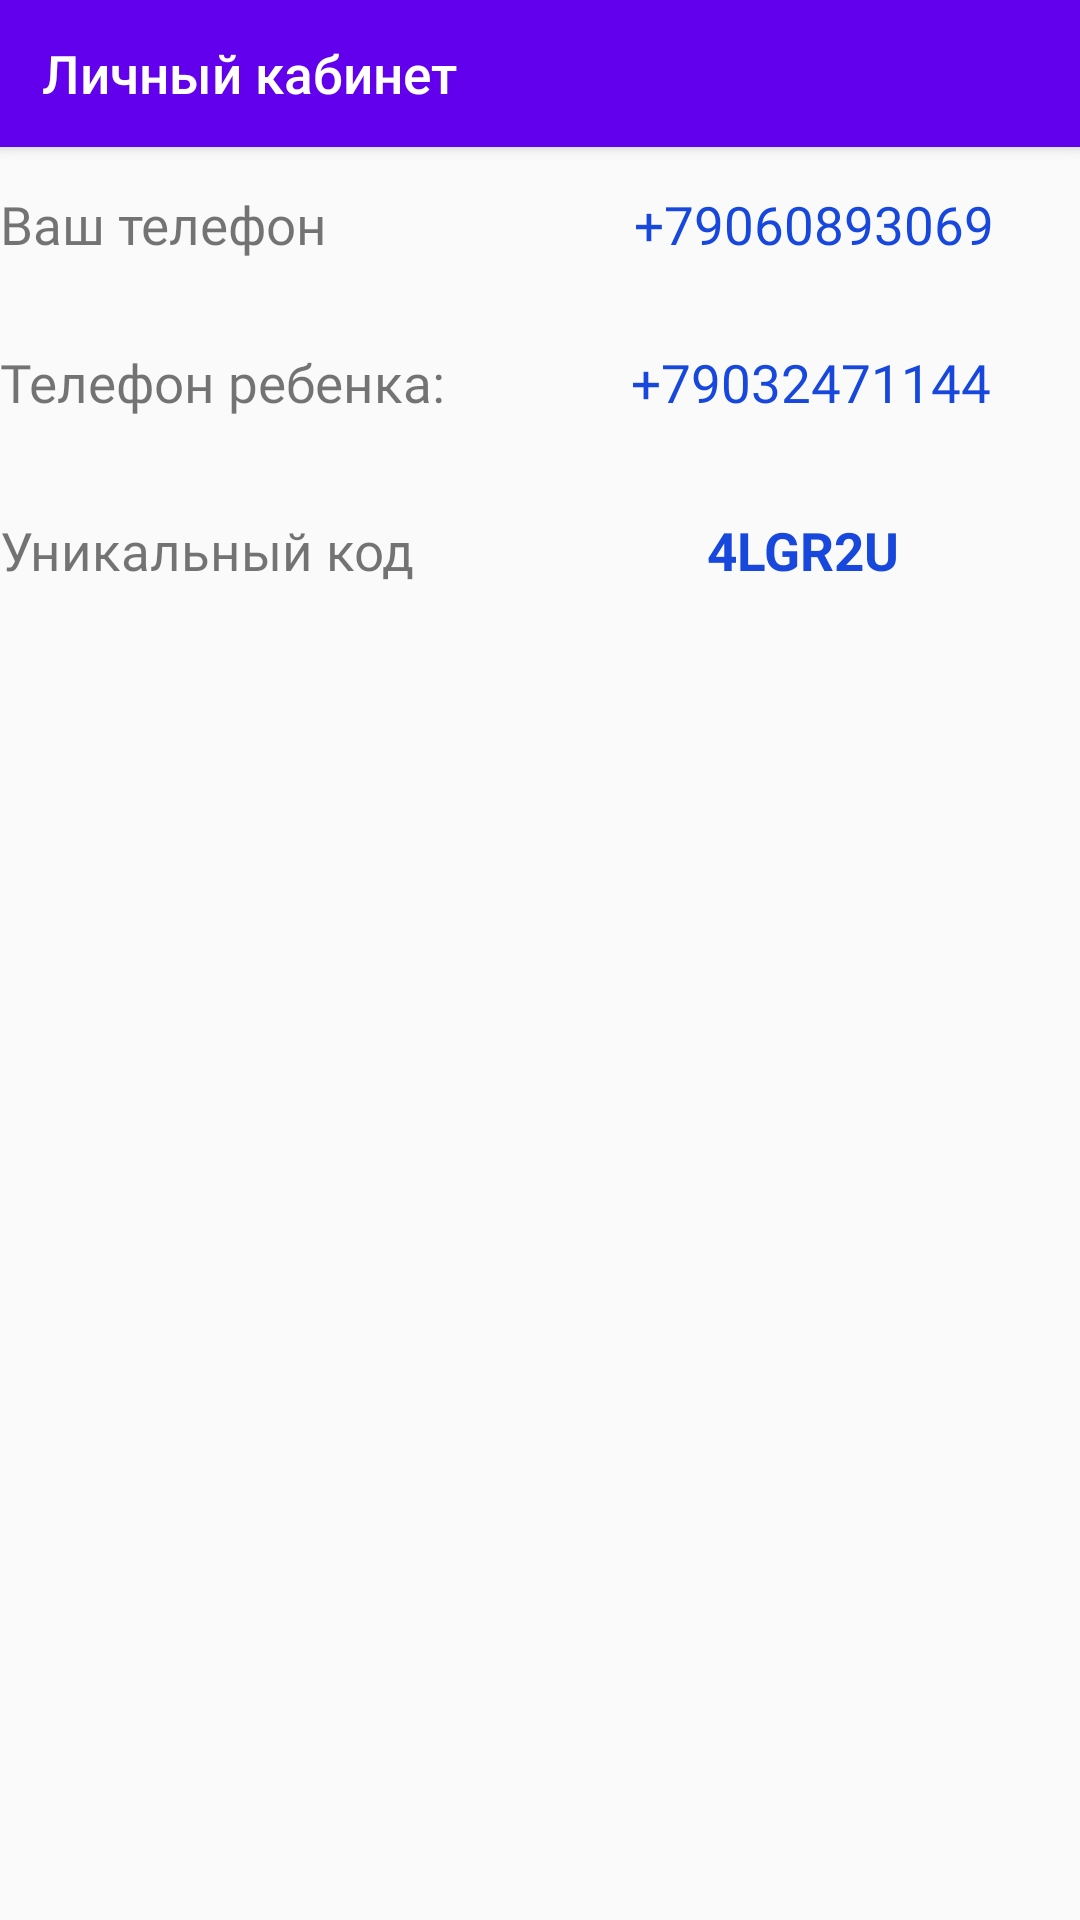 Личный кабинет
Ваш телефон +79060893069
Телефон ребенка: +79032471144
Уникальный код 4LGR2U